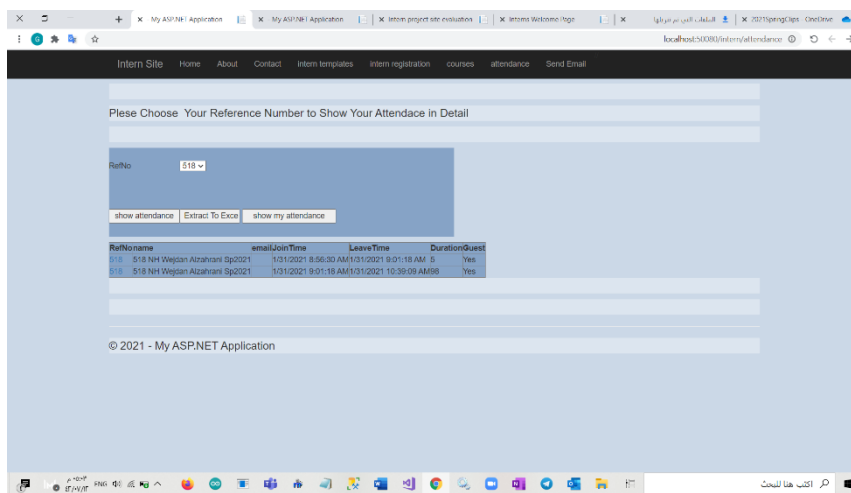 My ASP.NET Application
My ASP.NET Application
Intern project site evaluation
Interns Welcome Page
الملفات التي تم تنزيلها
2021SpringClips OneDrive
localhost:50080/intern/attendance
Intern Site Home About Contact Intern templates Intern registration courses attendance Send Email
Plese Choose Your Reference Number to Show Your Attendace in Detail
RefNo 518
show attendance Extract To Exce show my attendance
RefNo name email JoinTime LeaveTime Duration Guest
518 518 NH Wejdan Alzahrani Sp2021 1/31/2021 8:56:30 AM 1/31/2021 9:01:18 AM 5 Yes
518 518 NH Wejdan Alzahrani Sp2021 1/31/2021 9:01:18 AM 1/31/2021 10:39:09 AM 98 Yes
© 2021 - My ASP.NET Application
ENG
اكتب هنا للبحث